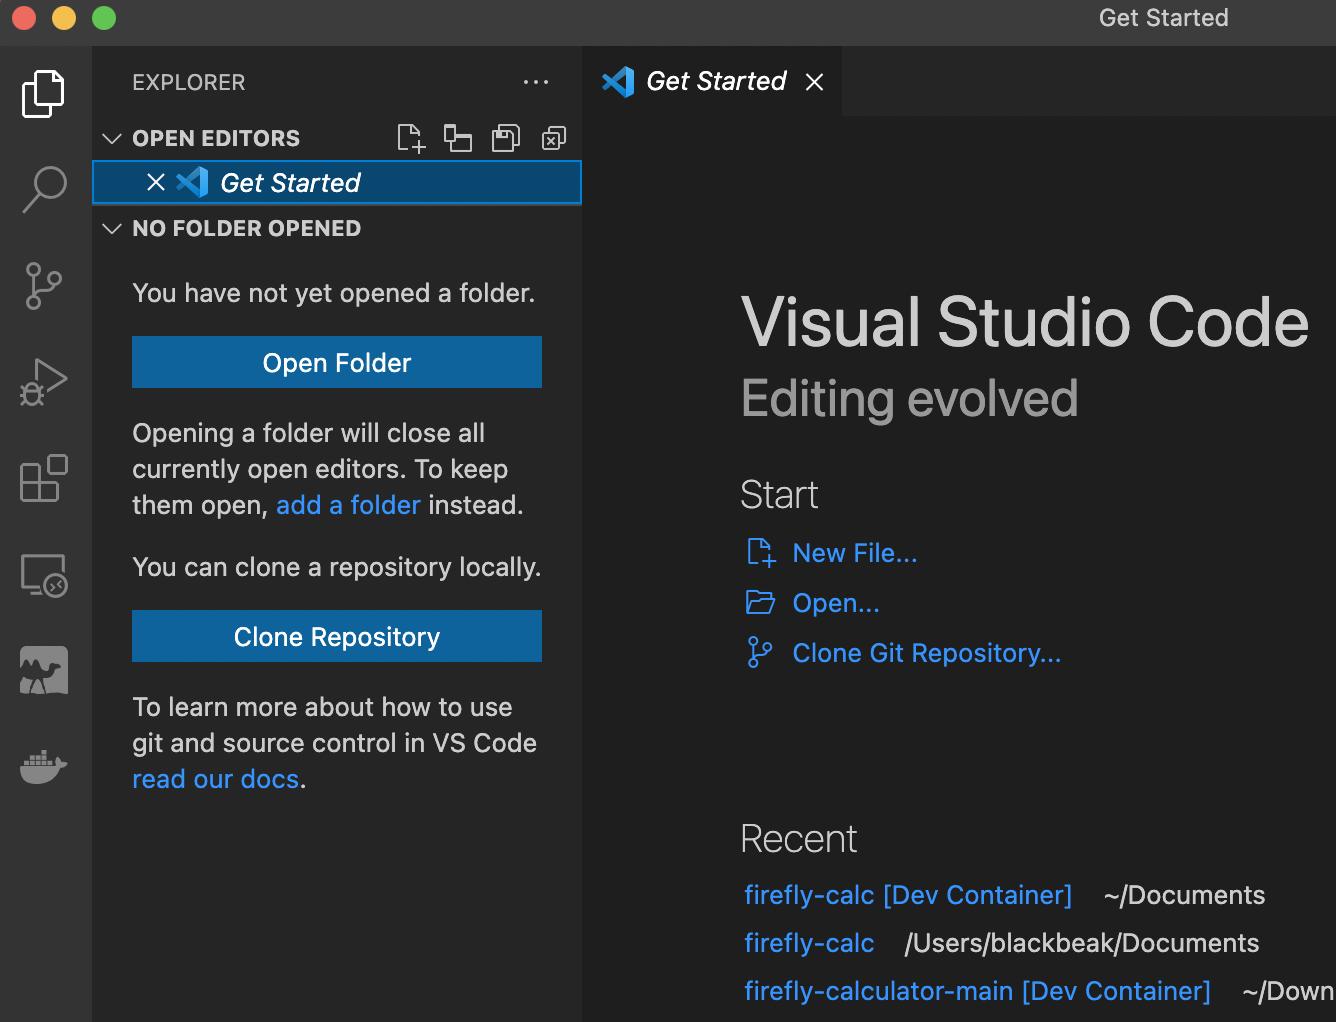 Get Started
EXPLORER
OPEN EDITORS
Get Started
NO FOLDER OPENED
You have not yet opened a folder.
Open Folder
Opening a folder will close all
currently open editors. To keep
them open, add a folder instead.
You can clone a repository locally.
Clone Repository
To learn more about how to use
git and source control in VS Code
read our docs.
Get Started
Visual Studio Code
Editing evolved
Start
New File...
Open...
Clone Git Repository...
Recent
firefly-calc [Dev Container] ~/Documents
firefly-calc /Users/blackbeak/Documents
firefly-calculator-main [Dev Container] ~/Down